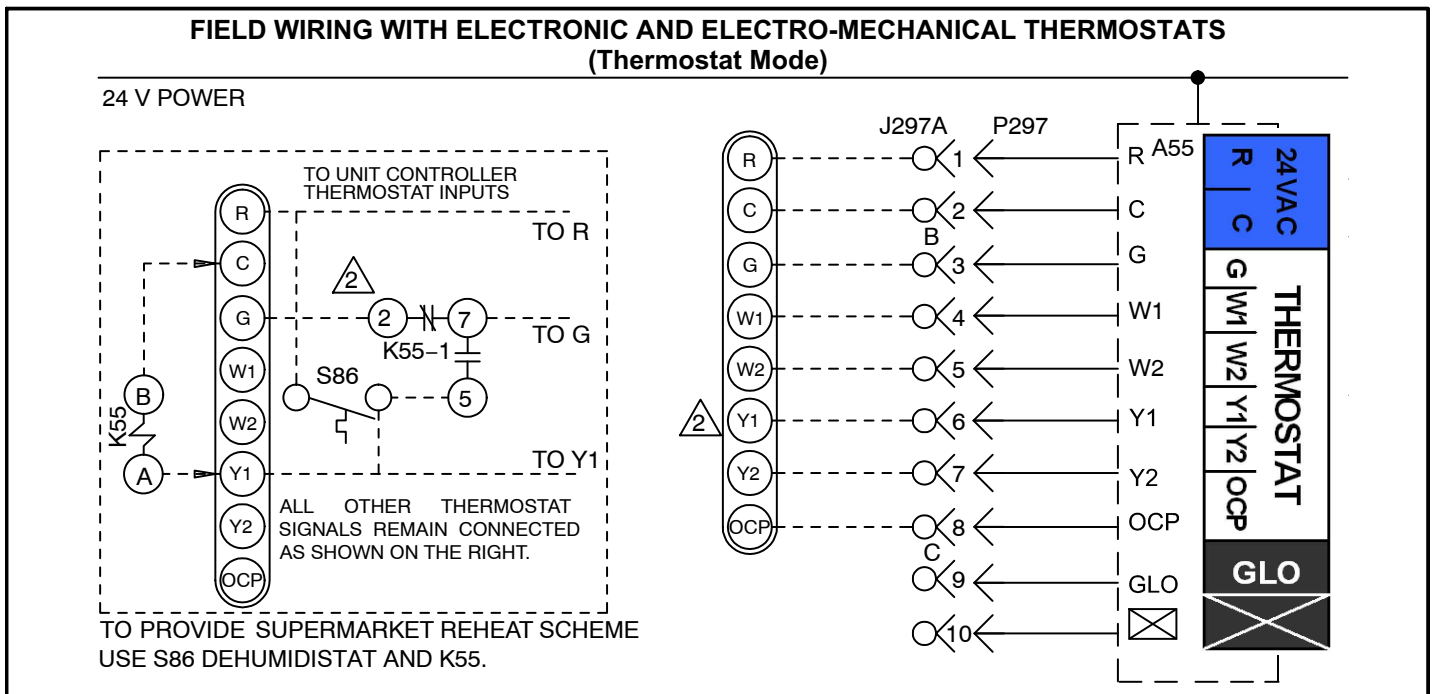 FIELD WIRING WITH ELECTRONIC AND ELECTRO-MECHANICAL THERMOSTATS
(Thermostat Mode)
24 V POWER
TO UNIT CONTROLLER
THERMOSTAT INPUTS
R
TO R
C
2
G
2
7
TO G
K55-1
W1
S86
5
B
K55
W2
A
Y1
TO Y1
ALL OTHER THERMOSTAT
SIGNALS REMAIN CONNECTED
AS SHOWN ON THE RIGHT.
Y2
OCP
TO PROVIDE SUPERMARKET REHEAT SCHEME
USE S86 DEHUMIDISTAT AND K55.
J297A P297
R 1 R A55
C 2 C
B
G 3 G
W1 4 W1
W2 5 W2
2
Y1 6 Y1
Y2 7 Y2
OCP 8 OCP
C
9 GLO
10
24VAC
R C
THERMOSTAT
G W1 W2 Y1 Y2 OCP
GLO